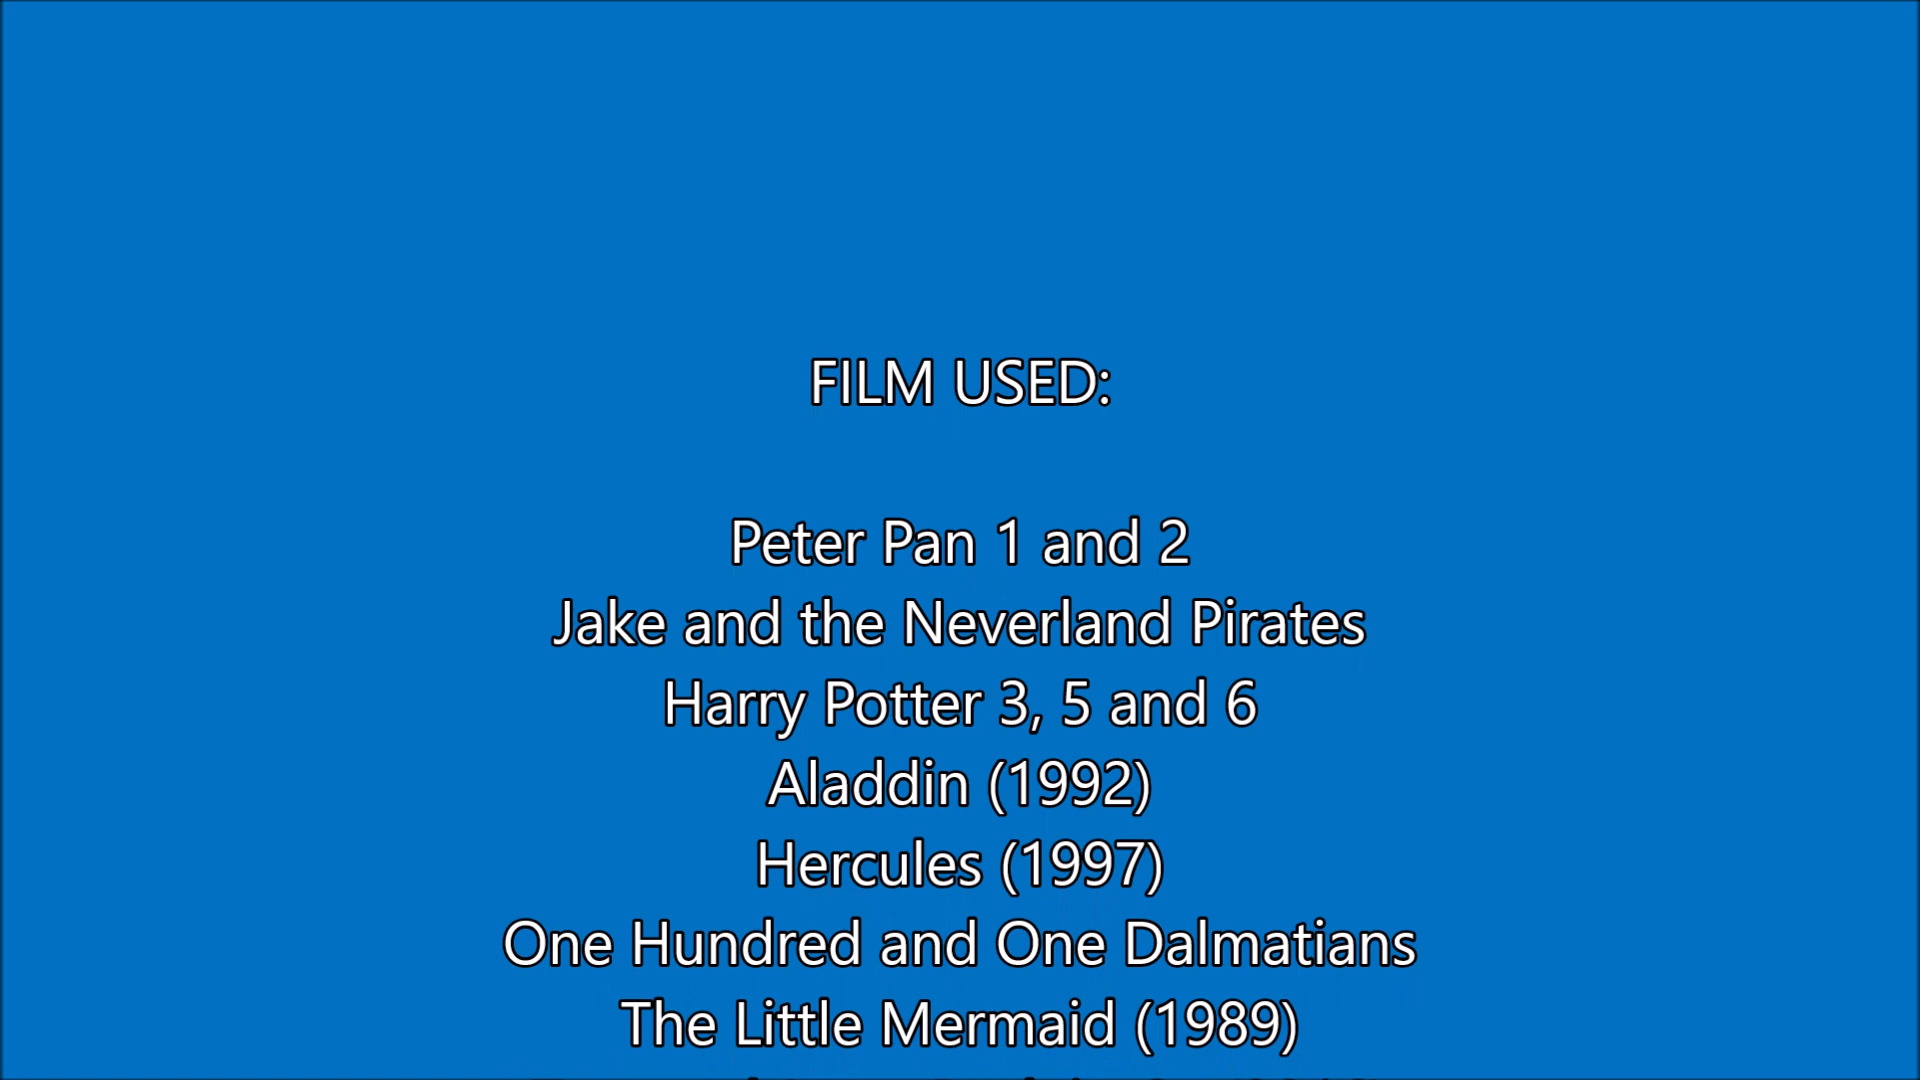 FILM USED:
Peter Pan 1 and 2
Jake and the Neverland Pirates
Harry Potter 3, 5 and 6
Aladdin (1992)
Hercules (1997)
One Hundred and One Dalmatians
The Little Mermaid (1989)